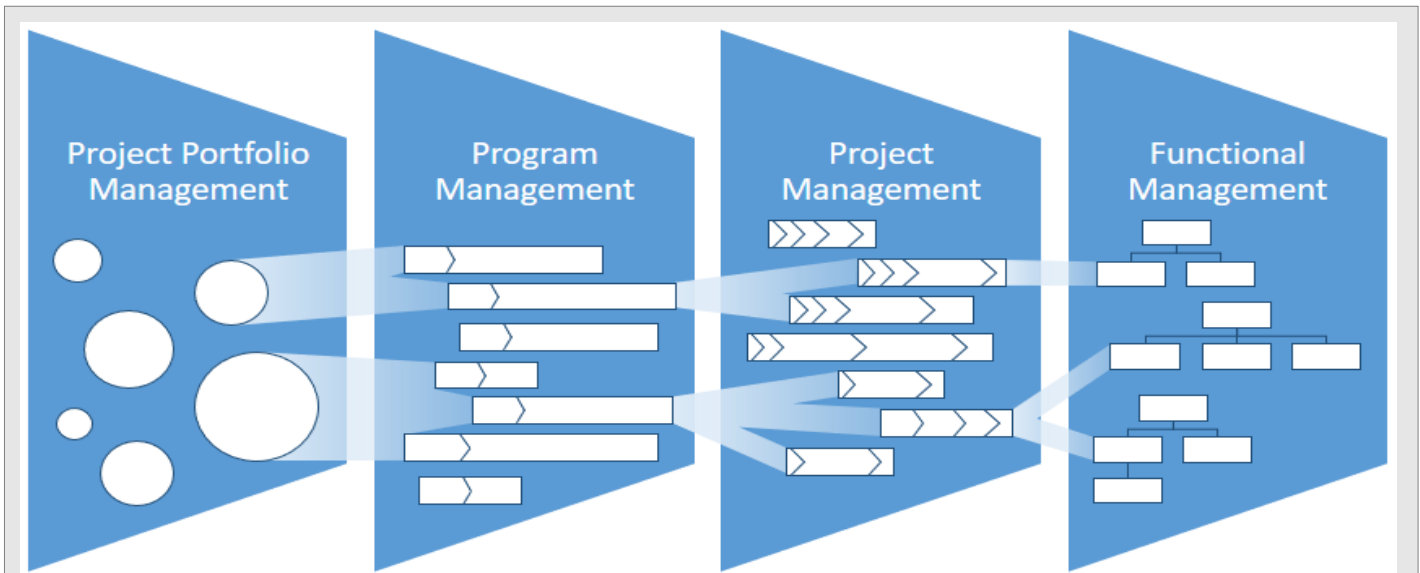 Project Portfolio
Management
Program
Management
Project
Management
Functional
Management